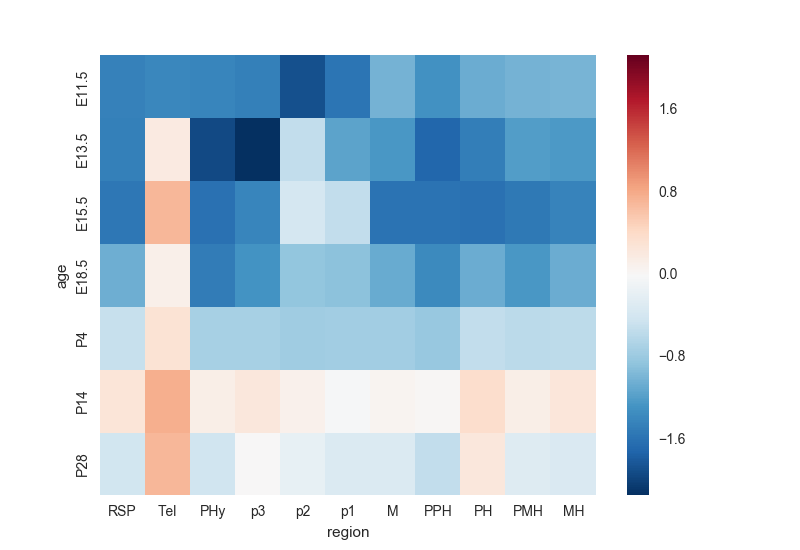 E11.5
E13.5
E15.5
E18.5
P4
P14
P28
age
RSP Tel PHy p3 p2 p1 M PPH PH PMH MH
region
1.6
0.8
0.0
−0.8
−1.6